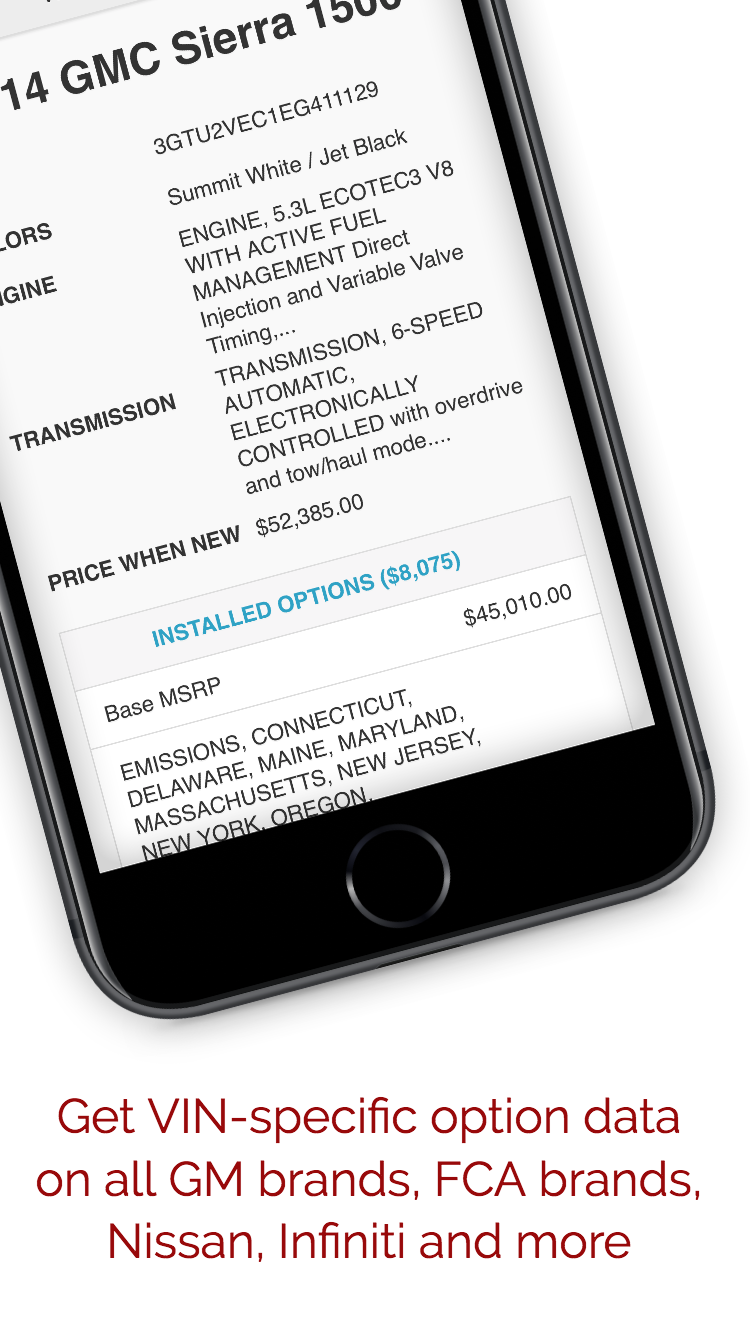 14 GMC Sierra 1500
3GTU2VEC1EG411129
LORS
Summit White / Jet Black
GINE
ENGINE, 5.3L ECOTEC3 V8
WITH ACTIVE FUEL
MANAGEMENT Direct
Injection and Variable Valve
Timing,...
TRANSMISSION
TRANSMISSION, 6-SPEED
AUTOMATIC,
ELECTRONICALLY
CONTROLLED with overdrive
and tow/haul mode....
PRICE WHEN NEW $52,385.00
INSTALLED OPTIONS ($8,075)
Base MSRP $45,010.00
EMISSIONS, CONNECTICUT,
DELAWARE, MAINE, MARYLAND,
MASSACHUSETTS, NEW JERSEY,
NEW YORK, OREGON,
Get VIN-specific option data
on all GM brands, FCA brands,
Nissan, Infiniti and more